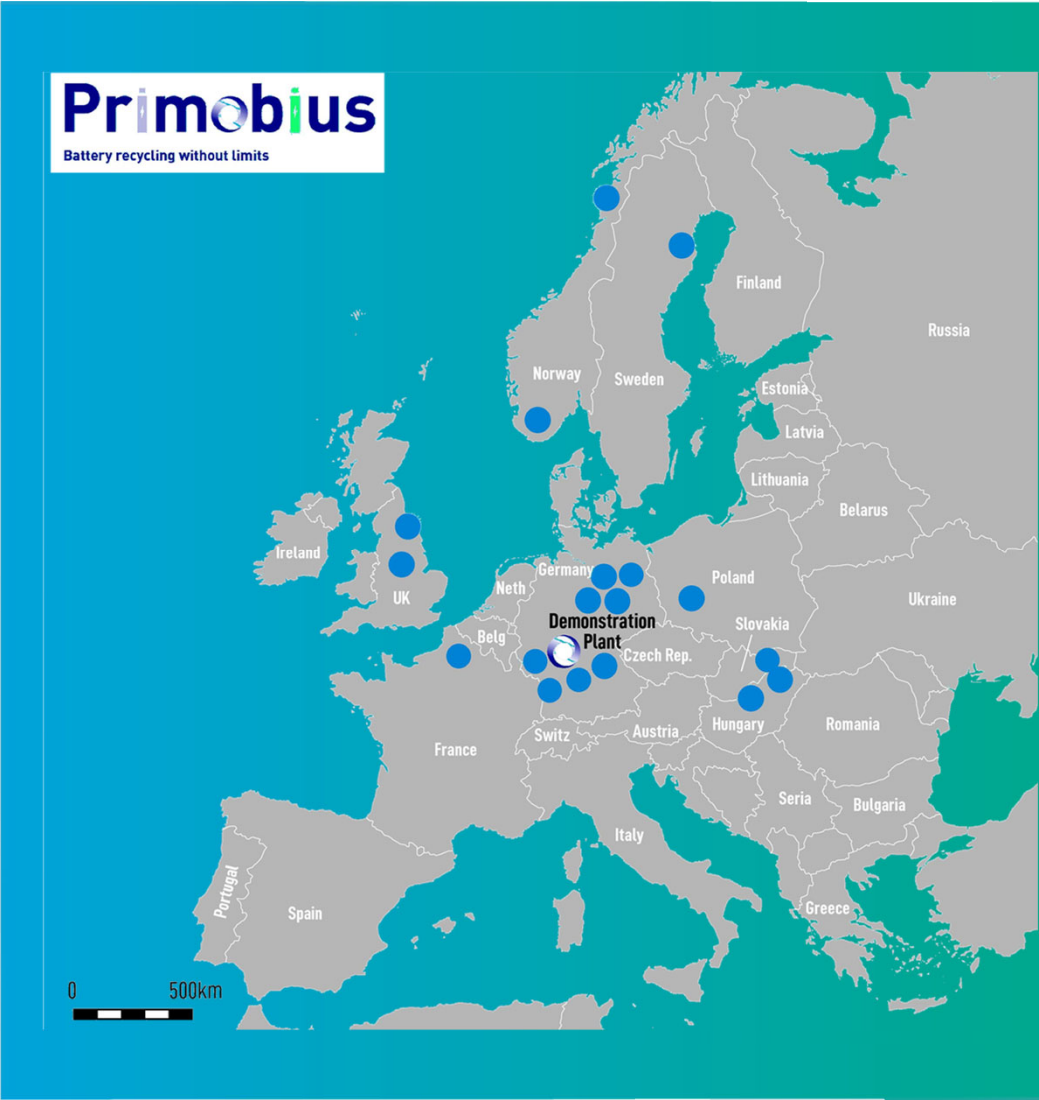 Primobius
Battery recycling without limits
Finland
Russia
Norway
Sweden
Estonia
Latvia
Lithuania
Belarus
Ireland
UK
Neth
Germany
Poland
Ukraine
Belg
Demonstration
Plant
Slovakia
Czech Rep.
France
Switz
Austria
Hungary
Romania
Seria
Bulgaria
Italy
Portugal
Spain
Greece
0 500km